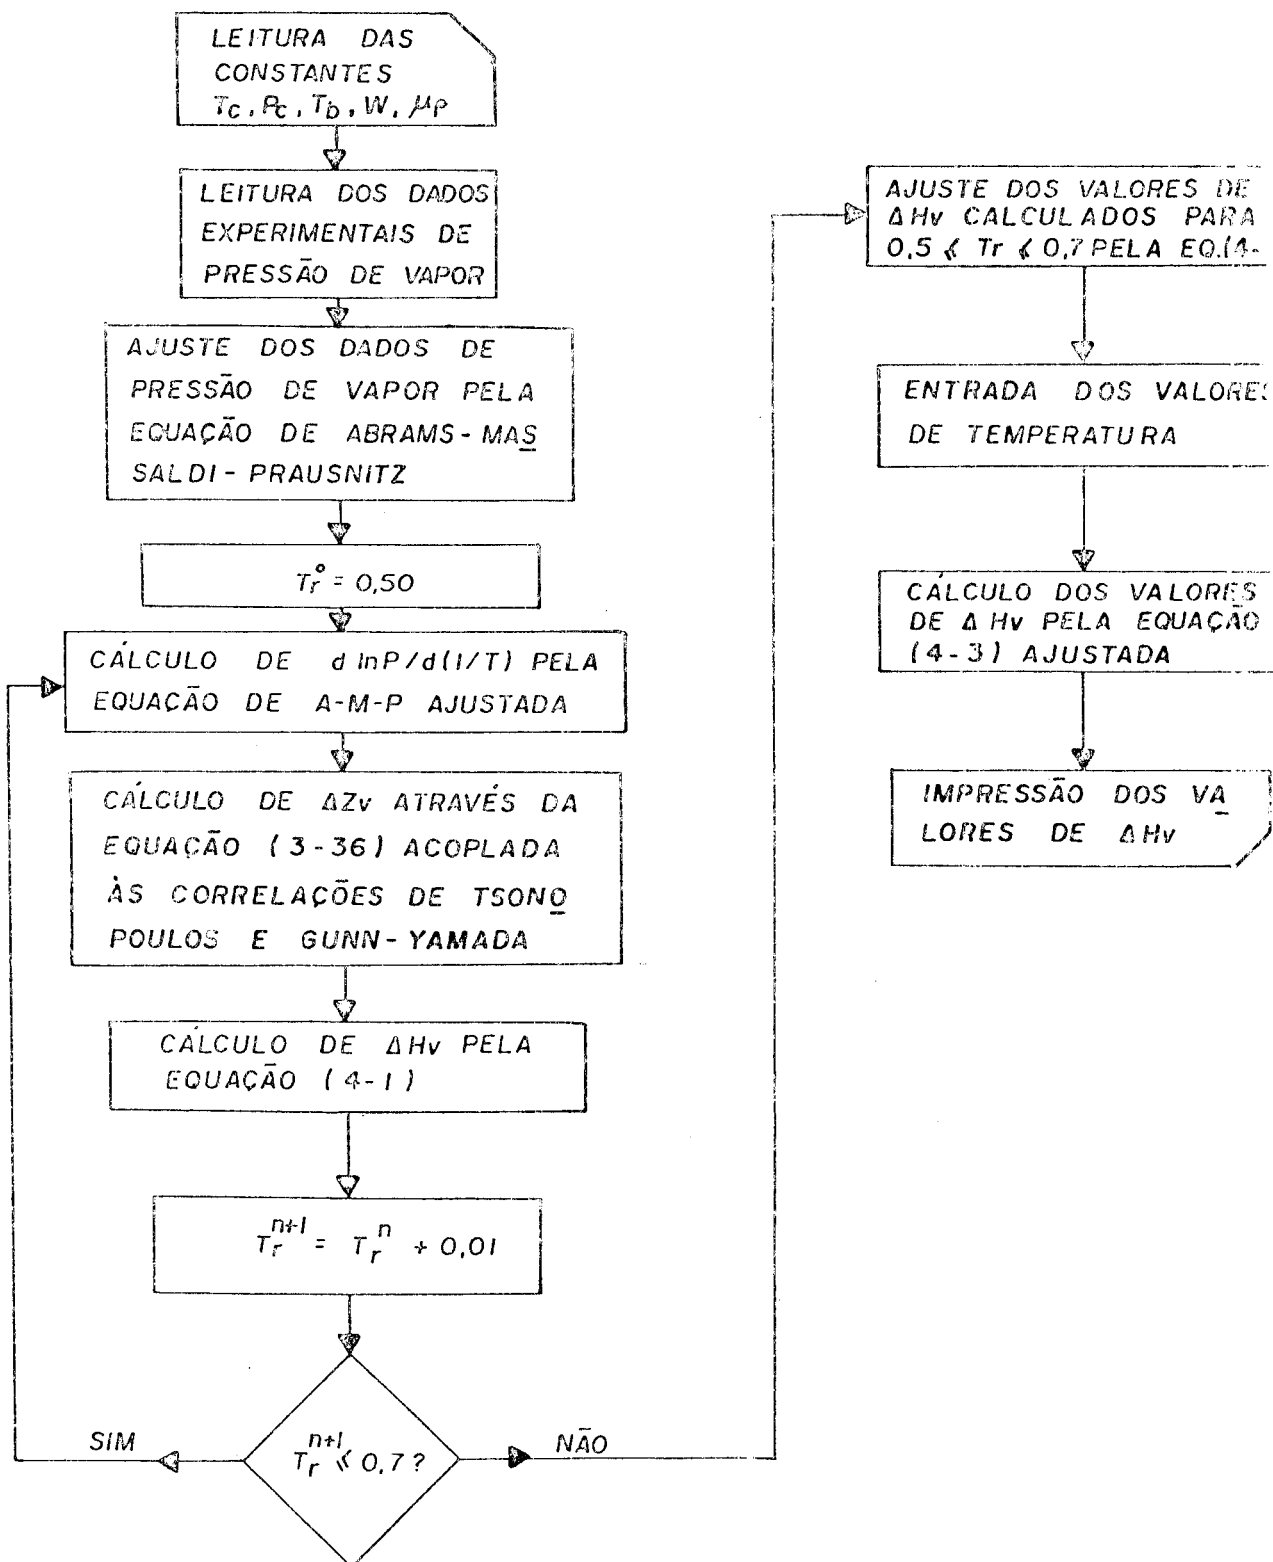 LEITURA DAS
CONSTANTES
Tc, Pc, Tb, W, μp
LEITURA DOS DADOS
EXPERIMENTAIS DE
PRESSÃO DE VAPOR
AJUSTE DOS DADOS DE
PRESSÃO DE VAPOR PELA
EQUAÇÃO DE ABRAMS-MAS
SALDI-PRAUSNITZ
Tr° = 0,50
CÁLCULO DE d lnP/d(1/T) PELA
EQUAÇÃO DE A-M-P AJUSTADA
CÁLCULO DE ΔZv ATRAVÉS DA
EQUAÇÃO (3-36) ACOPLADA
ÀS CORRELAÇÕES DE TSONO
POULOS E GUNN-YAMADA
CÁLCULO DE ΔHv PELA
EQUAÇÃO (4-1)
Tr^n+1 = Tr^n + 0,01
Tr^n+1 ≤ 0,7?
SIM
NÃO
AJUSTE DOS VALORES DE
ΔHv CALCULADOS PARA
0,5 ≤ Tr ≤ 0,7 PELA EQ.(4-
ENTRADA DOS VALORES
DE TEMPERATURA
CÁLCULO DOS VALORES
DE ΔHv PELA EQUAÇÃO
(4-3) AJUSTADA
IMPRESSÃO DOS VA
LORES DE ΔHv